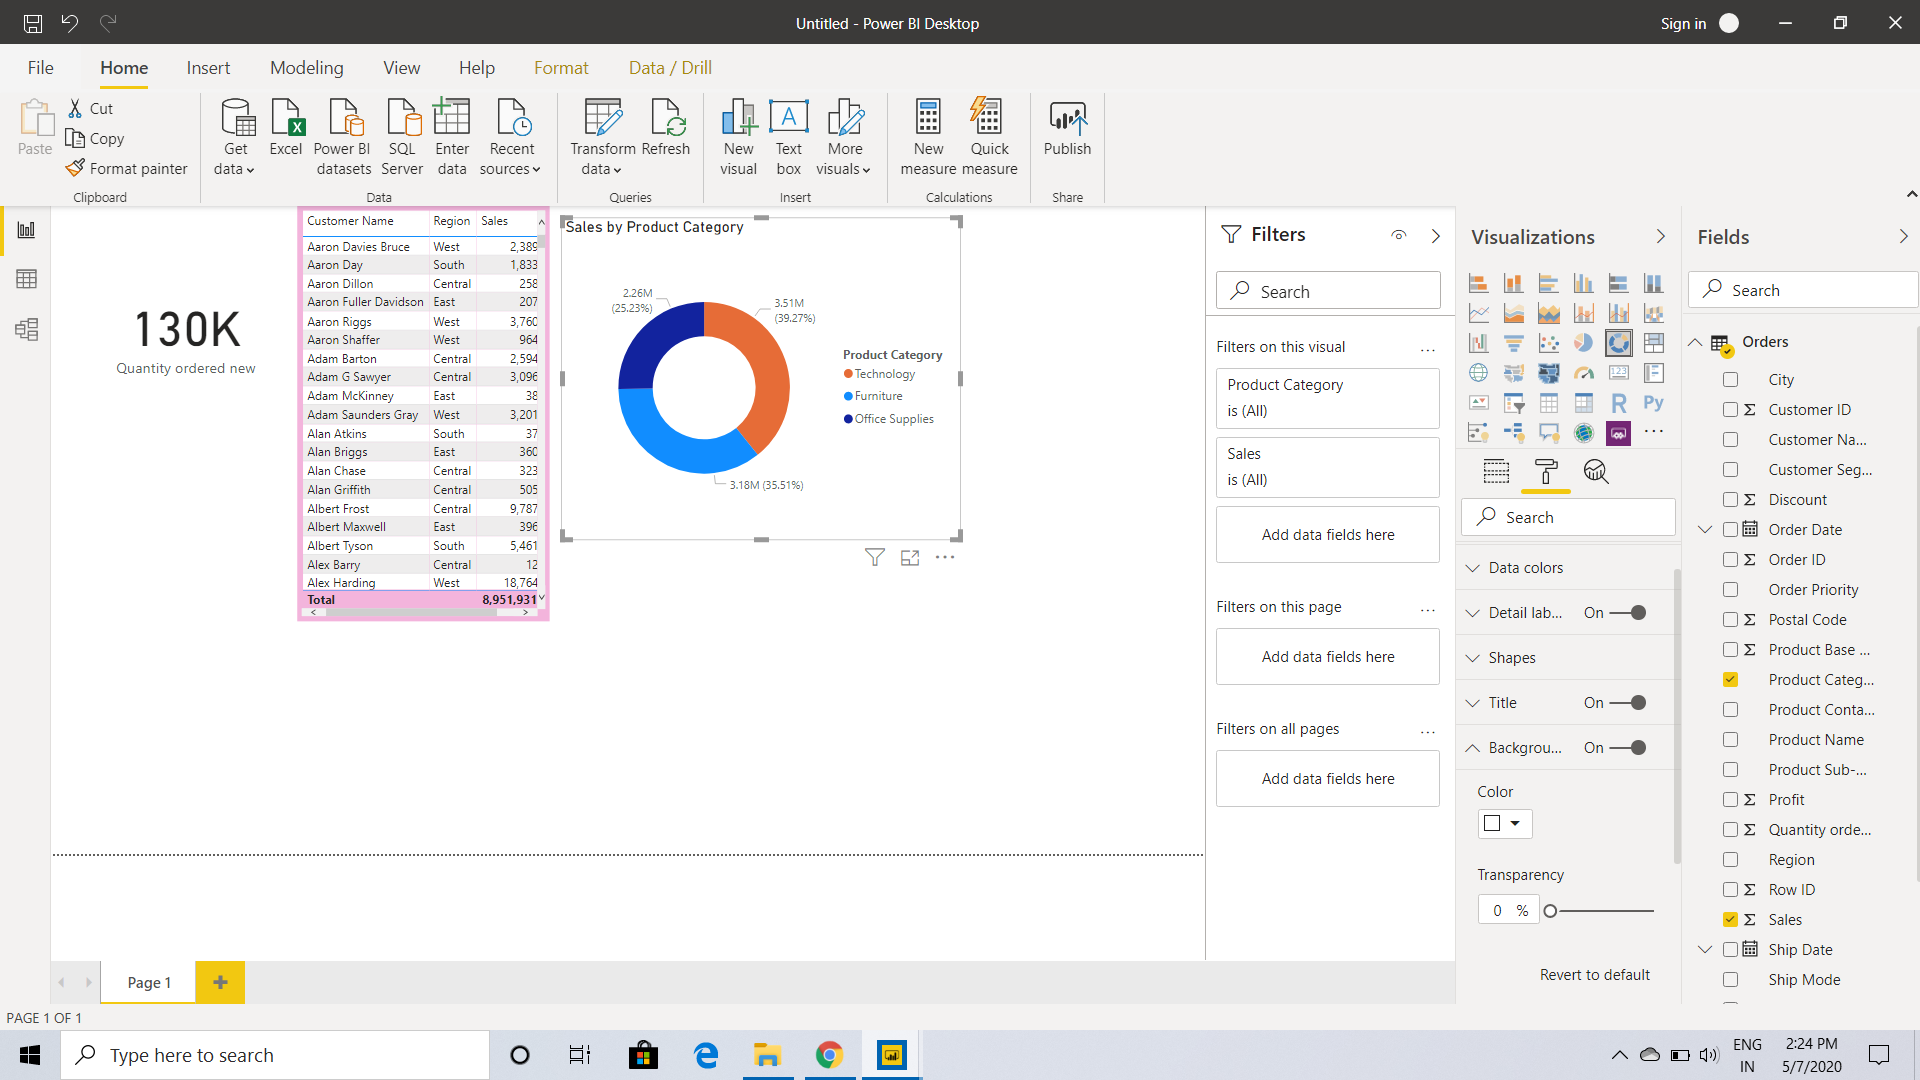 Untitled - Power BI Desktop
Sign in
File Home Insert Modeling View Help Format Data / Drill
Paste
Cut
Copy
Format painter
Clipboard
Get data
Excel
Power BI datasets
SQL Server
Enter data
Recent sources
Data
Transform data
Refresh
Queries
New visual
Text box
More visuals
Insert
New measure
Quick measure
Calculations
Publish
Share
130K
Quantity ordered new
Customer Name Region Sales
Aaron Davies Bruce West 2,389
Aaron Day South 1,833
Aaron Dillon Central 258
Aaron Fuller Davidson East 207
Aaron Riggs West 3,760
Aaron Shaffer West 964
Adam Barton Central 2,594
Adam G Sawyer Central 3,096
Adam McKinney East 38
Adam Saunders Gray West 3,201
Alan Atkins South 37
Alan Briggs East 360
Alan Chase Central 323
Alan Griffith Central 505
Albert Frost Central 9,787
Albert Maxwell East 396
Albert Tyson South 5,461
Alex Barry Central 12
Alex Harding West 18,764
Total 8,951,931
Sales by Product Category
2.26M
(25.23%)
3.51M
(39.27%)
3.18M (35.51%)
Product Category
Technology
Furniture
Office Supplies
Filters
Search
Filters on this visual ...
Product Category
is (All)
Sales
is (All)
Add data fields here
Filters on this page ...
Add data fields here
Filters on all pages ...
Add data fields here
Visualizations
123
R Py
...
Search
Data colors
Detail lab... On
Shapes
Title On
Backgrou... On
Color
Transparency
0 %
Revert to default
Fields
Search
Orders
City
Σ Customer ID
Customer Na...
Customer Seg...
Σ Discount
Order Date
Σ Order ID
Order Priority
Σ Postal Code
Σ Product Base ...
Product Categ...
Product Conta...
Product Name
Product Sub-...
Σ Profit
Σ Quantity orde...
Region
Σ Row ID
Σ Sales
Ship Date
Ship Mode
Page 1
PAGE 1 OF 1
Type here to search
ENG
IN
2:24 PM
5/7/2020